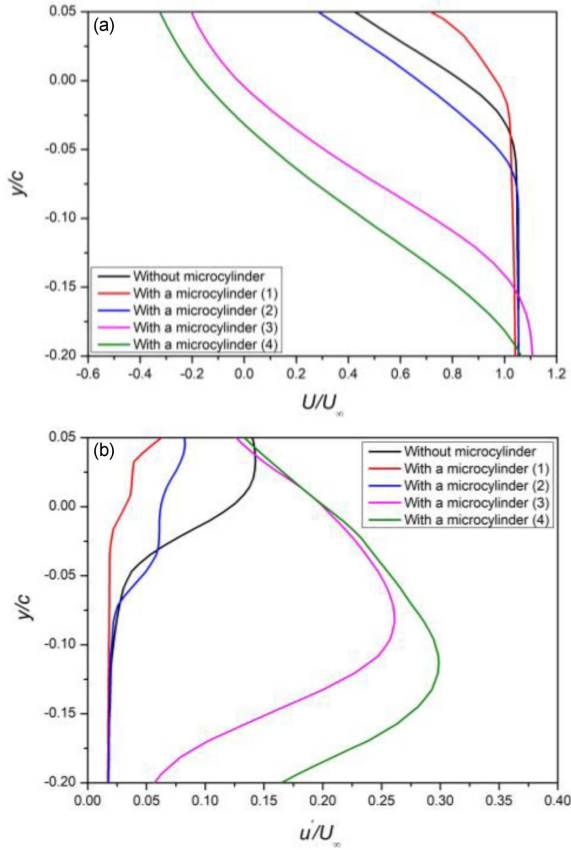 (a)
0.05
0.00
-0.05
-0.10
-0.15
-0.20
y/c
Without microcylinder
With a microcylinder (1)
With a microcylinder (2)
With a microcylinder (3)
With a microcylinder (4)
-0.6 -0.4 -0.2 0.0 0.2 0.4 0.6 0.8 1.0 1.2
U/U∞
(b)
0.05
0.00
-0.05
-0.10
-0.15
-0.20
y/c
Without microcylinder
With a microcylinder (1)
With a microcylinder (2)
With a microcylinder (3)
With a microcylinder (4)
0.00 0.05 0.10 0.15 0.20 0.25 0.30 0.35 0.40
u'/U∞